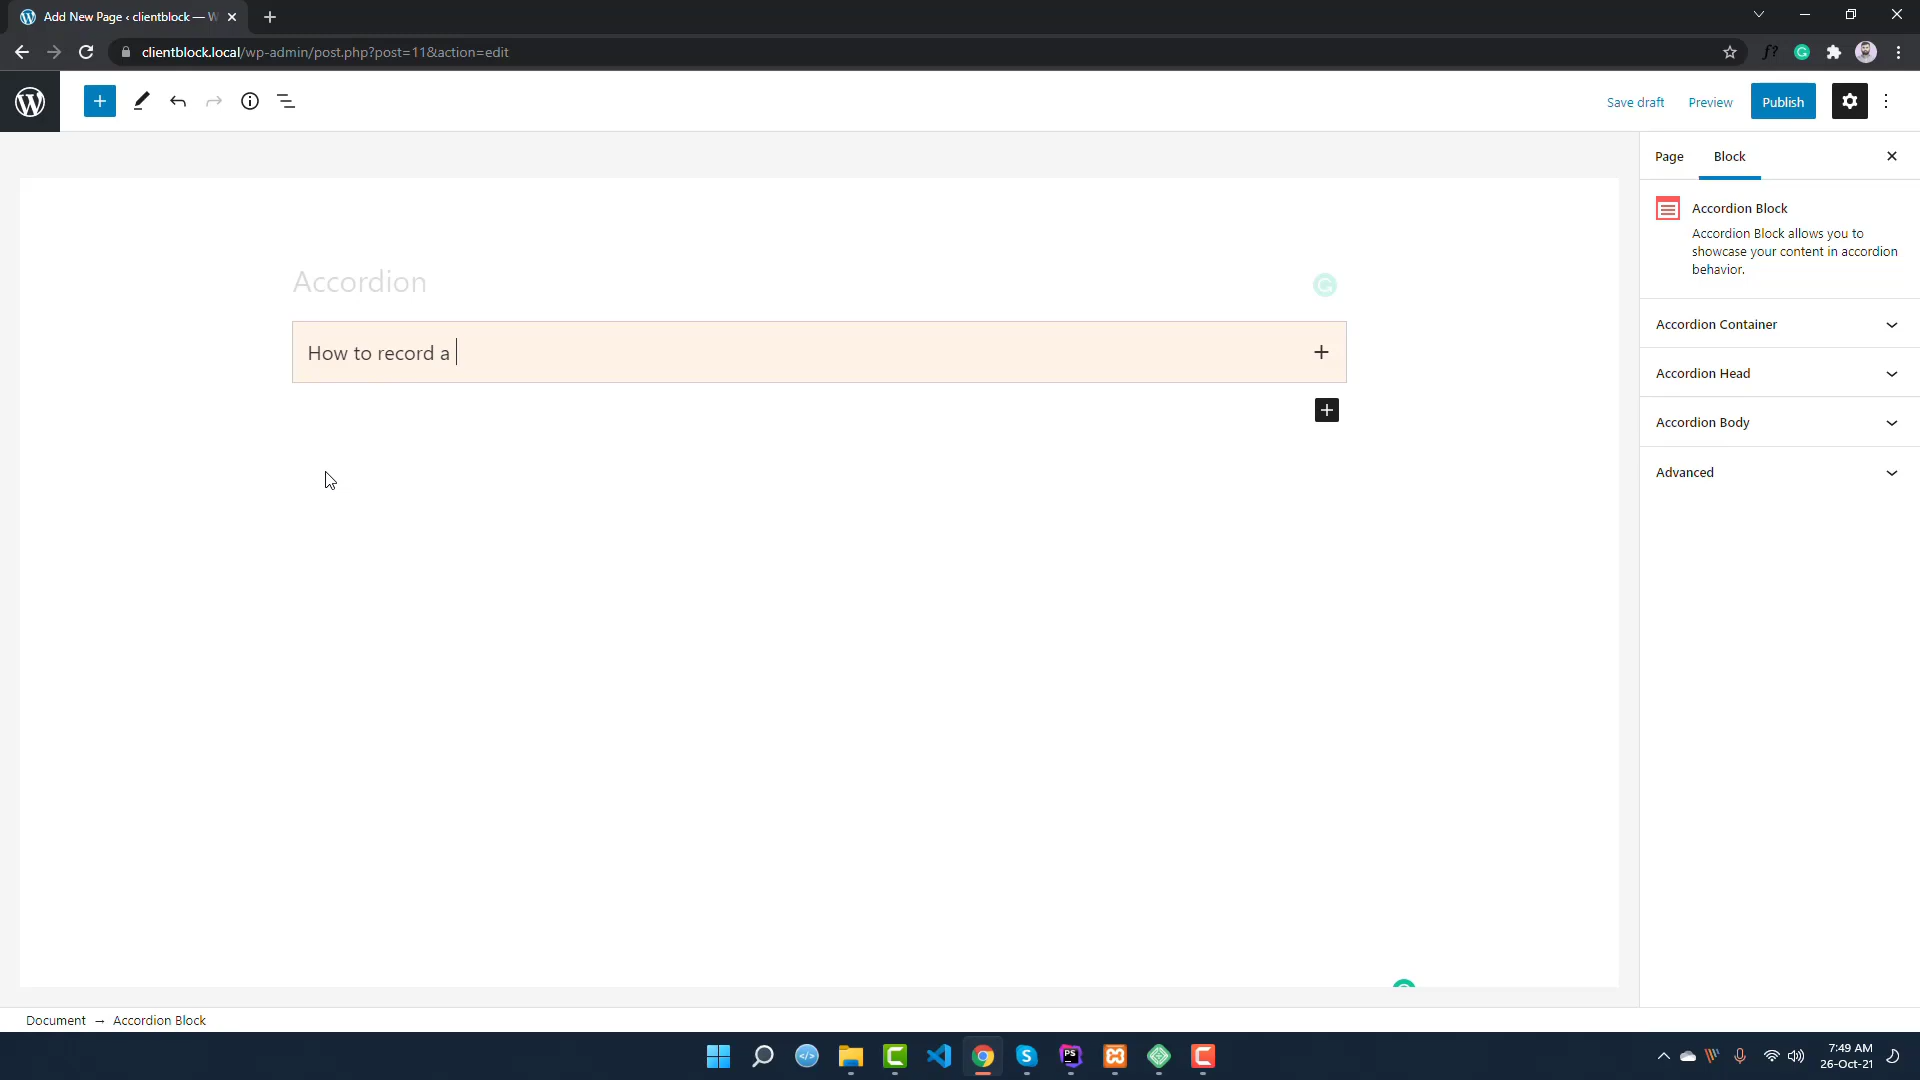 Add New Page ‹ clientblock — W
clientblock.local/wp-admin/post.php?post=11&action=edit
Save draft
Preview
Publish
Page
Block
Accordion Block
Accordion Block allows you to
showcase your content in accordion
behavior.
Accordion
How to record a
Accordion Container
Accordion Head
Accordion Body
Advanced
Document → Accordion Block
7:49 AM
26-Oct-21